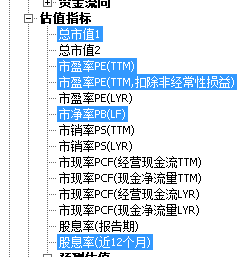 资金流向
估值指标
总市值1
总市值2
市盈率PE(TTM)
市盈率PE(TTM,扣除非经常性损益)
市盈率PE(LYR)
市净率PB(LF)
市销率PS(TTM)
市销率PS(LYR)
市现率PCF(经营现金流TTM)
市现率PCF(现金净流量TTM)
市现率PCF(经营现金流LYR)
市现率PCF(现金净流量LYR)
股息率(报告期)
股息率(近12个月)
预测估值